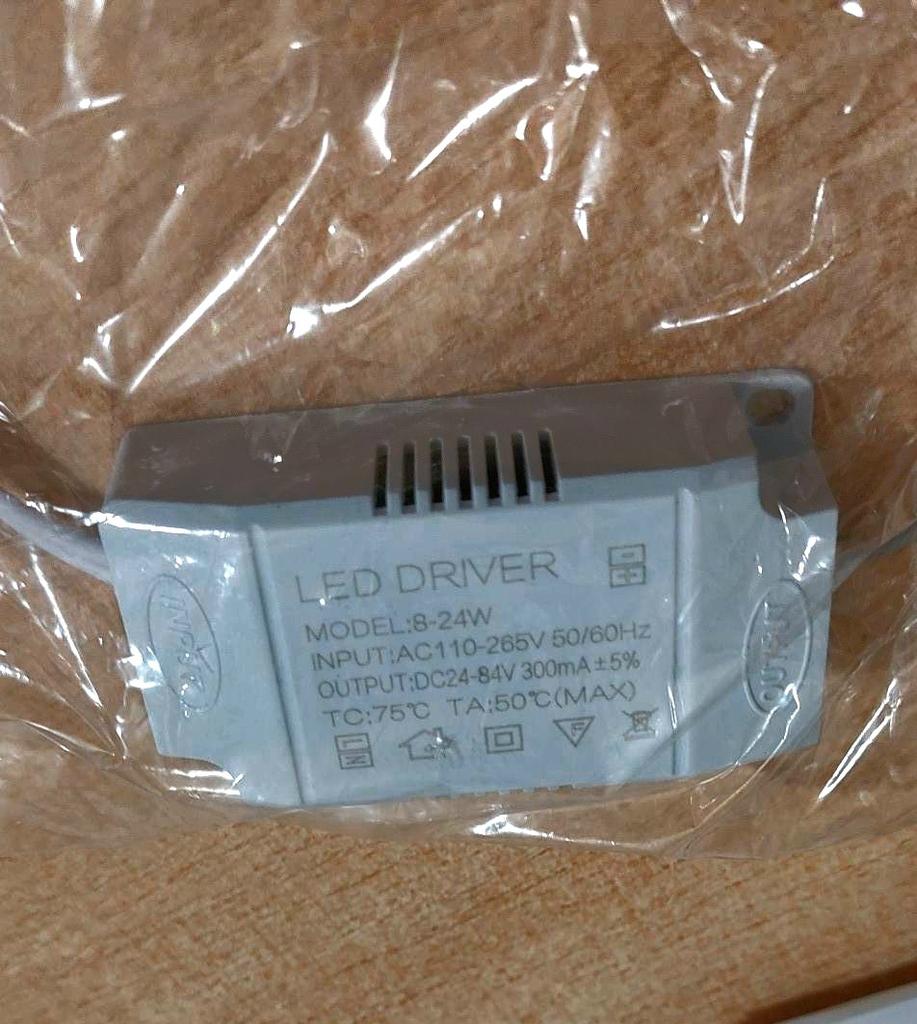 LED DRIVER
- +
MODEL:8-24W
INPUT:AC110-265V 50/60Hz
OUTPUT:DC24-84V 300mA ±5%
TC:75℃ TA:50℃(MAX)
L N
F
INPUT
OUTPUT